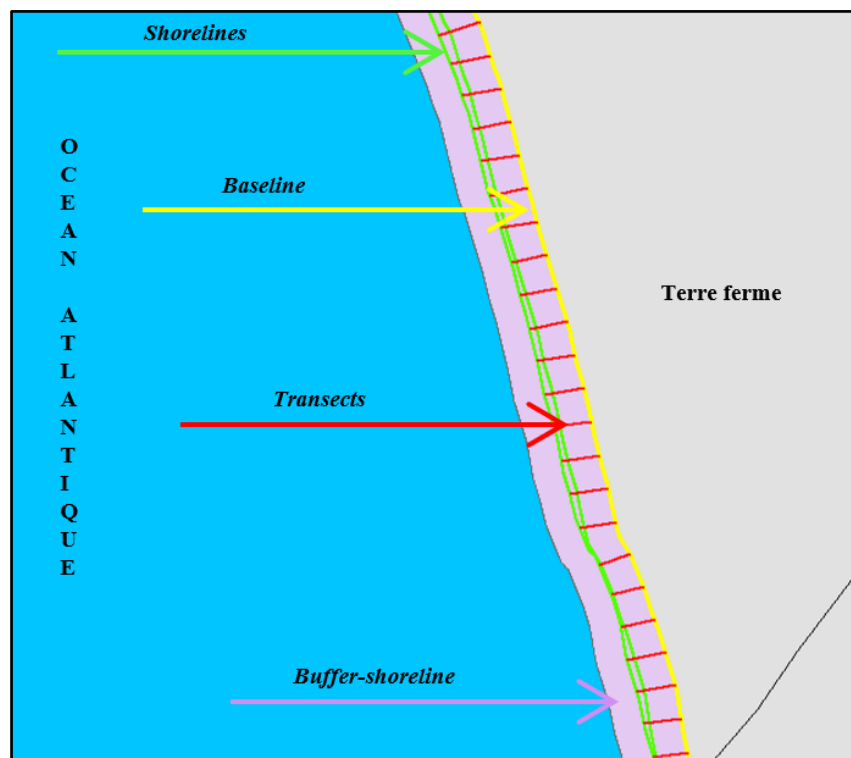 Shorelines
OCEAN ATLANTIQUE
Baseline
Terre ferme
Transects
Buffer-shoreline